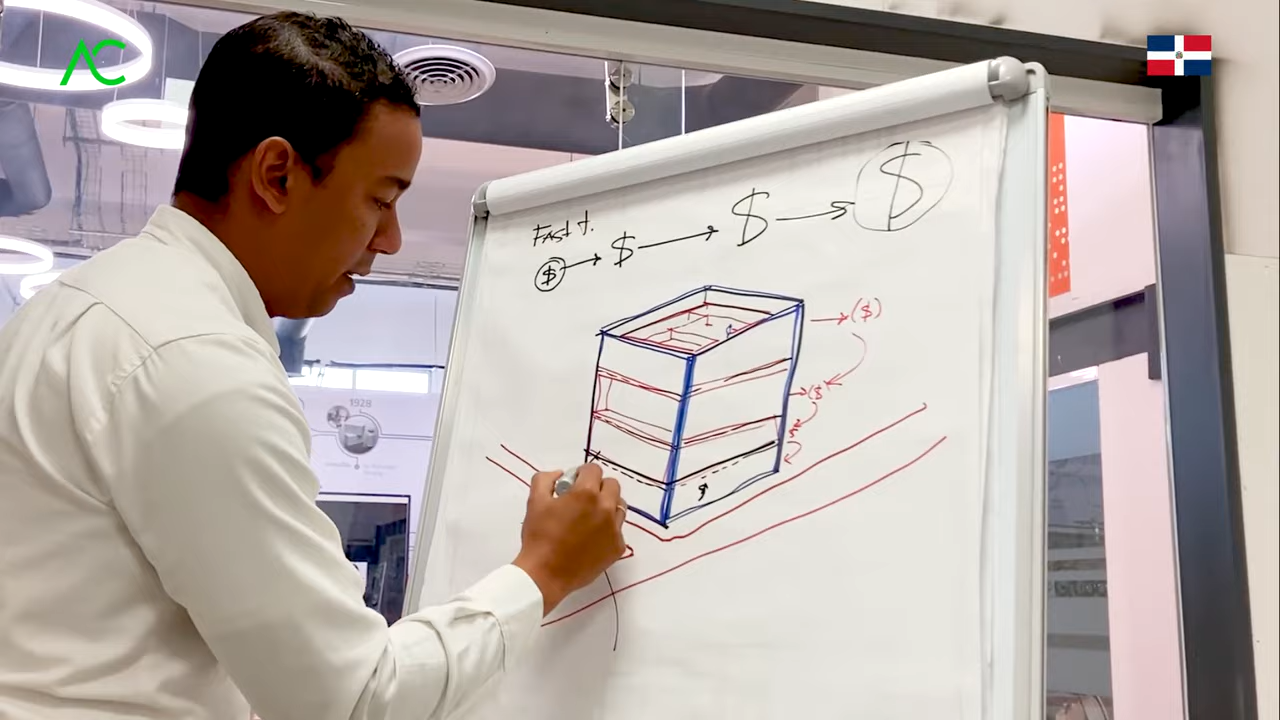 AC
Fast t.
$ → $ → $ → $
→ ($)
→ ($
$
1928